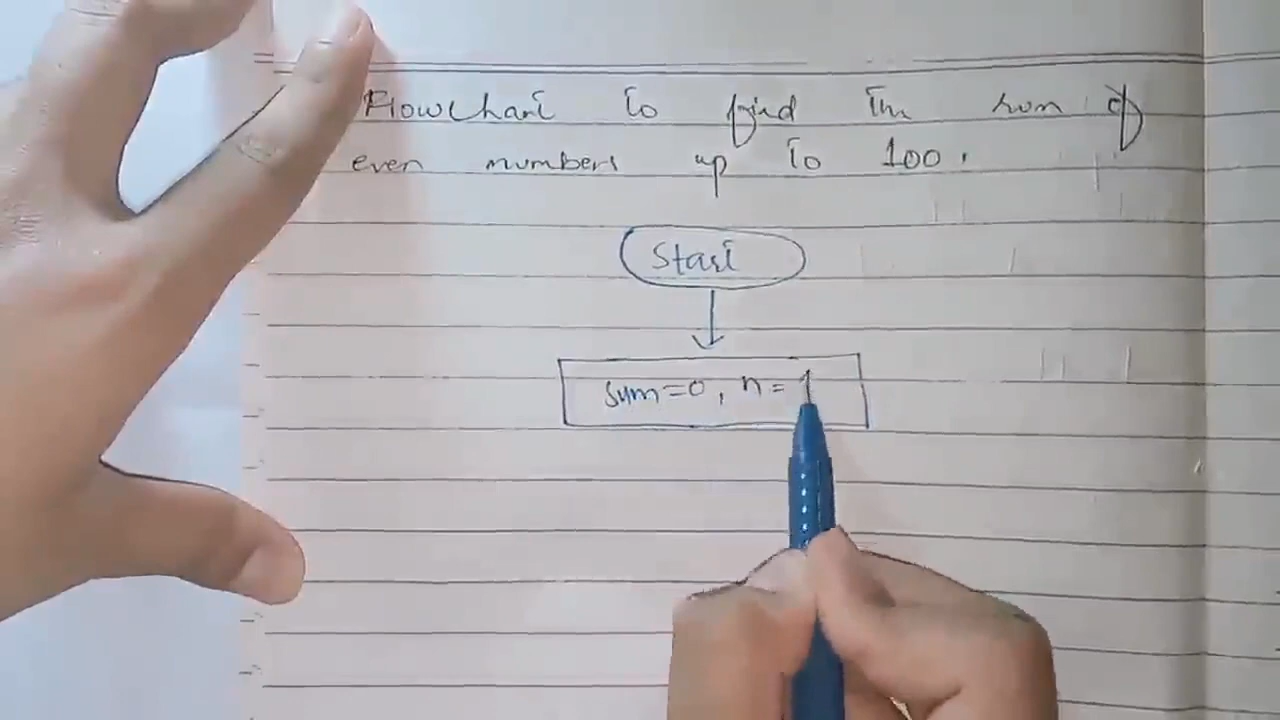 Flowchart to find the sum of
even numbers up to 100.
Start
sum=0, n=1